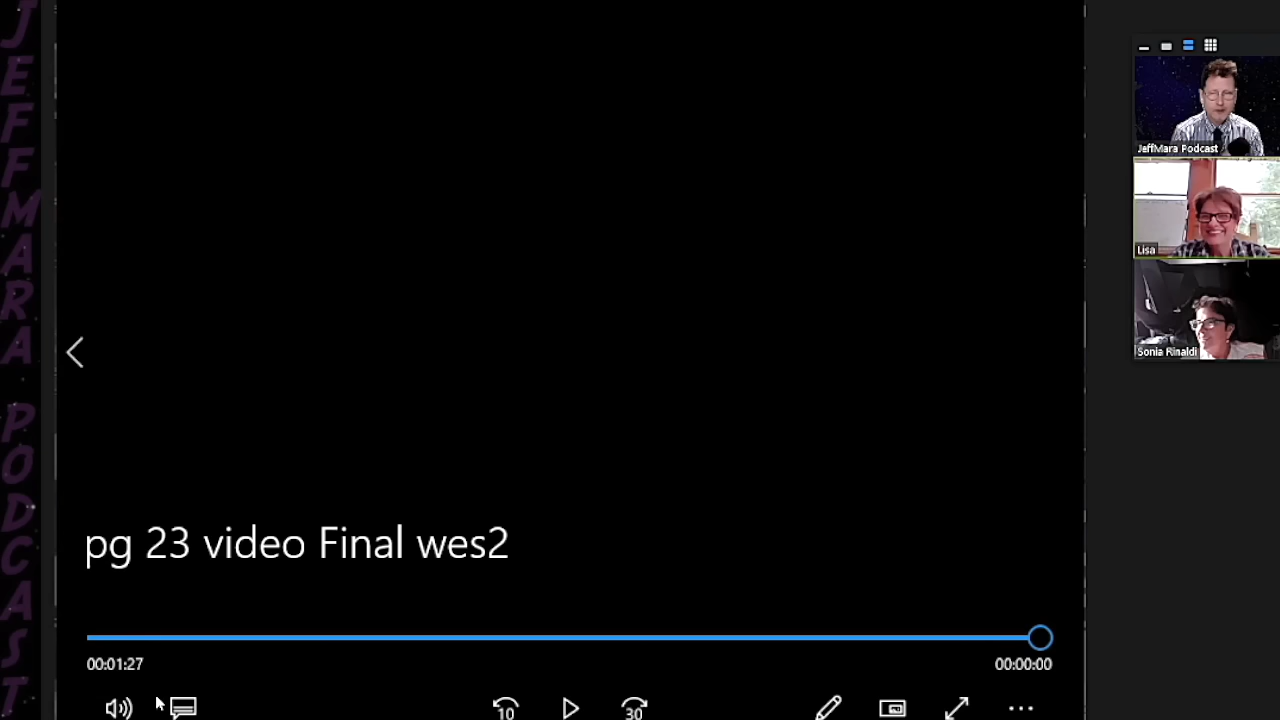 JEFFMARA PODCAST
JeffMara Podcast
Lisa
Sonia Rinaldi
pg 23 video Final wes2
00:01:27
00:00:00
10
30